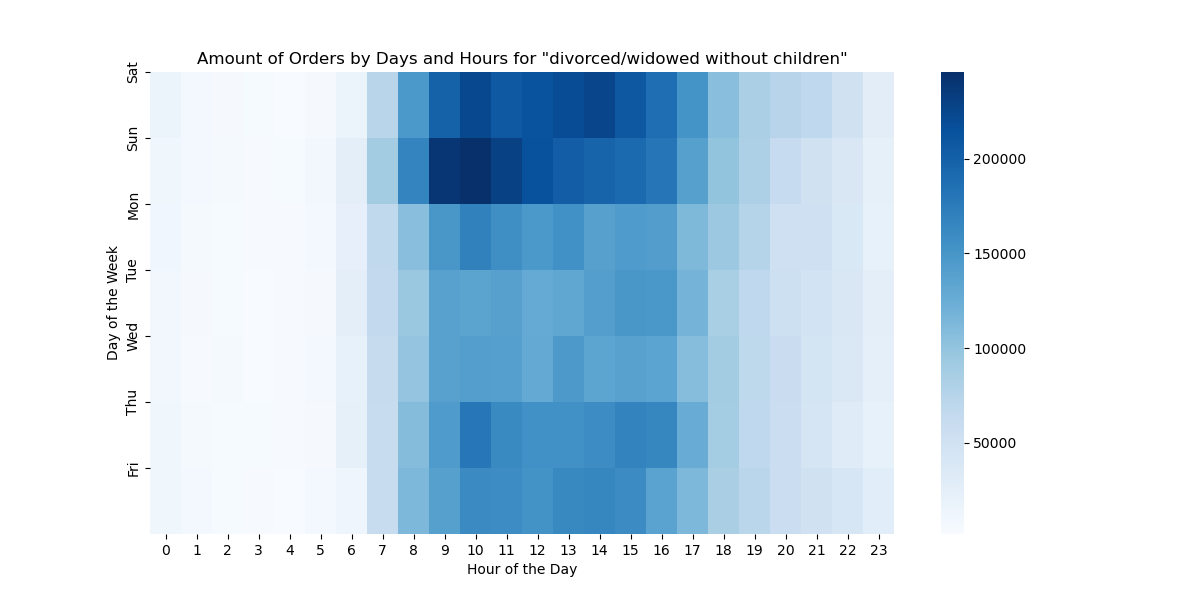 Amount of Orders by Days and Hours for "divorced/widowed without children"
Day of the Week
Sat
Sun
Mon
Tue
Wed
Thu
Fri
0 1 2 3 4 5 6 7 8 9 10 11 12 13 14 15 16 17 18 19 20 21 22 23
Hour of the Day
200000
150000
100000
50000